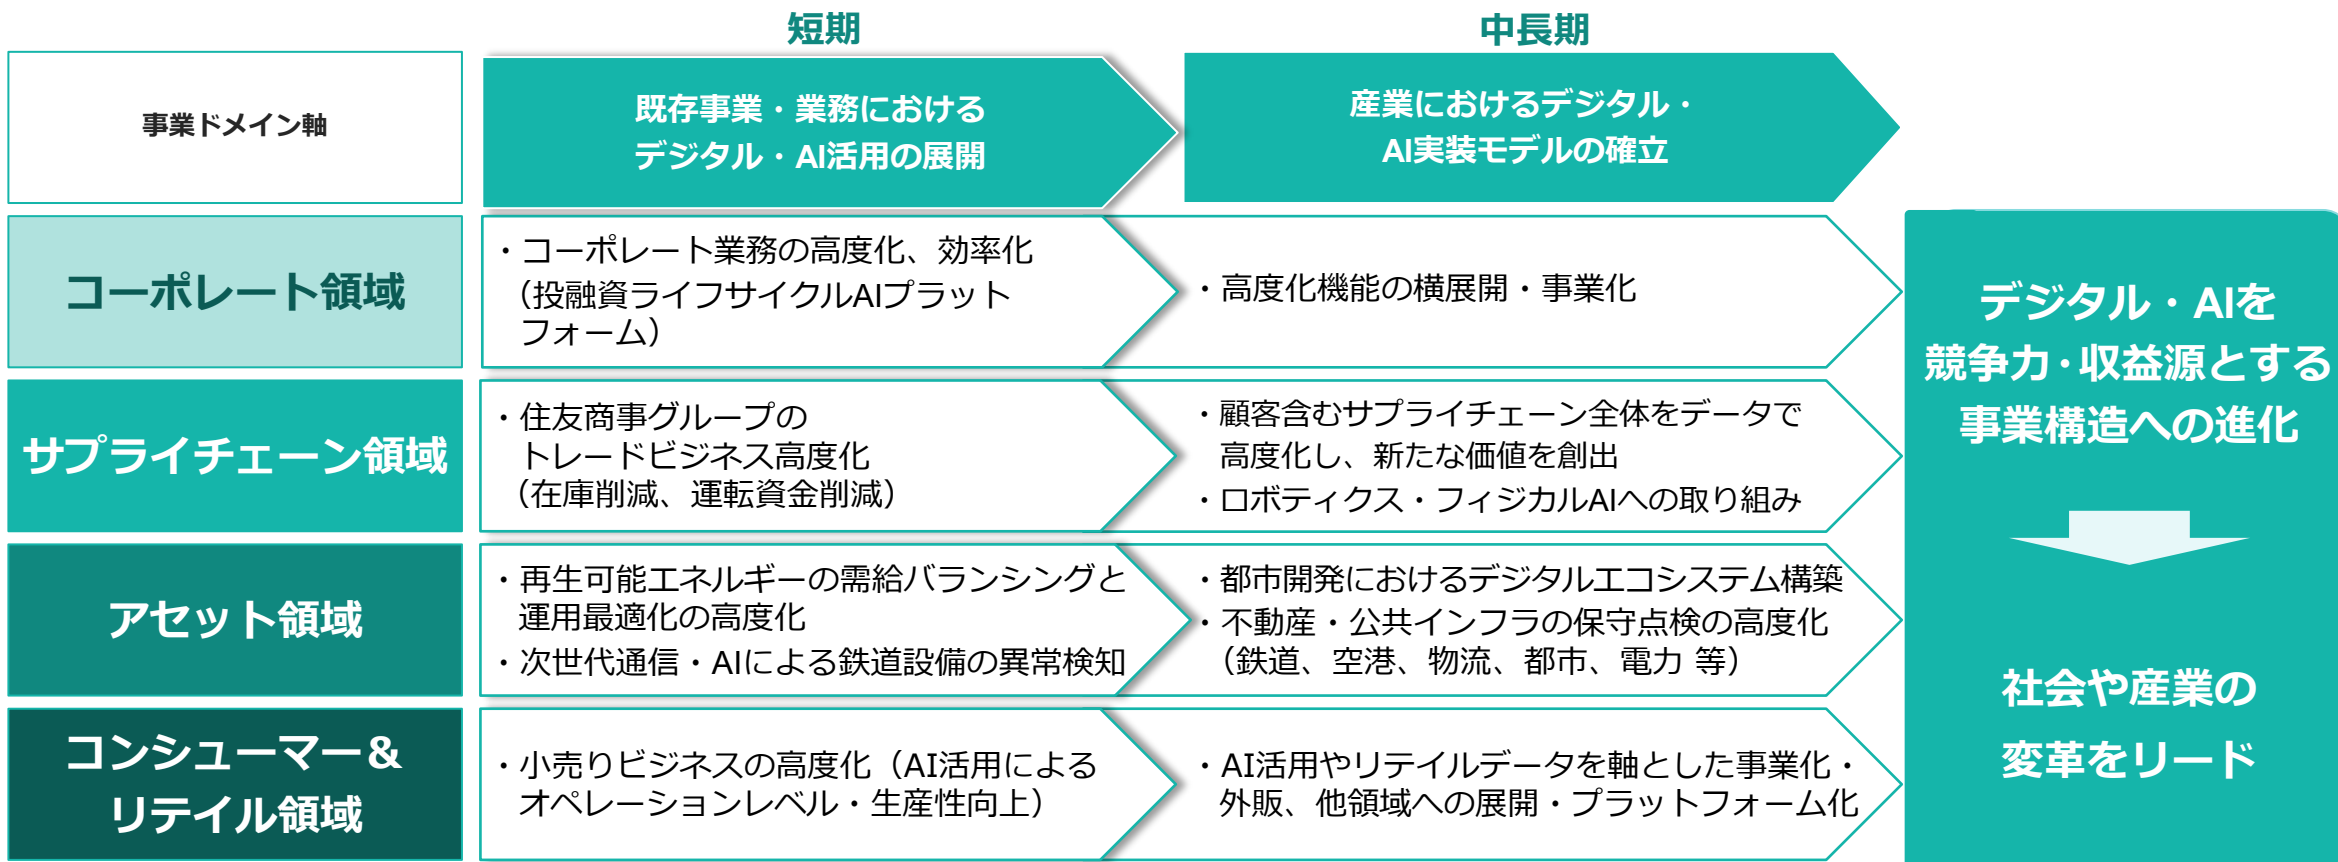 短期
中長期
事業ドメイン軸
既存事業・業務における
デジタル・AI活用の展開
産業におけるデジタル・
AI実装モデルの確立
コーポレート領域
・コーポレート業務の高度化、効率化
（投融資ライフサイクルAIプラット
フォーム）
・高度化機能の横展開・事業化
サプライチェーン領域
・住友商事グループの
トレードビジネス高度化
（在庫削減、運転資金削減）
・顧客含むサプライチェーン全体をデータで
高度化し、新たな価値を創出
・ロボティクス・フィジカルAIへの取り組み
アセット領域
・再生可能エネルギーの需給バランシングと
運用最適化の高度化
・次世代通信・AIによる鉄道設備の異常検知
・都市開発におけるデジタルエコシステム構築
・不動産・公共インフラの保守点検の高度化
（鉄道、空港、物流、都市、電力 等）
コンシューマー＆
リテイル領域
・小売りビジネスの高度化（AI活用による
オペレーションレベル・生産性向上）
・AI活用やリテイルデータを軸とした事業化・
外販、他領域への展開・プラットフォーム化
デジタル・AIを
競争力・収益源とする
事業構造への進化
社会や産業の
変革をリード